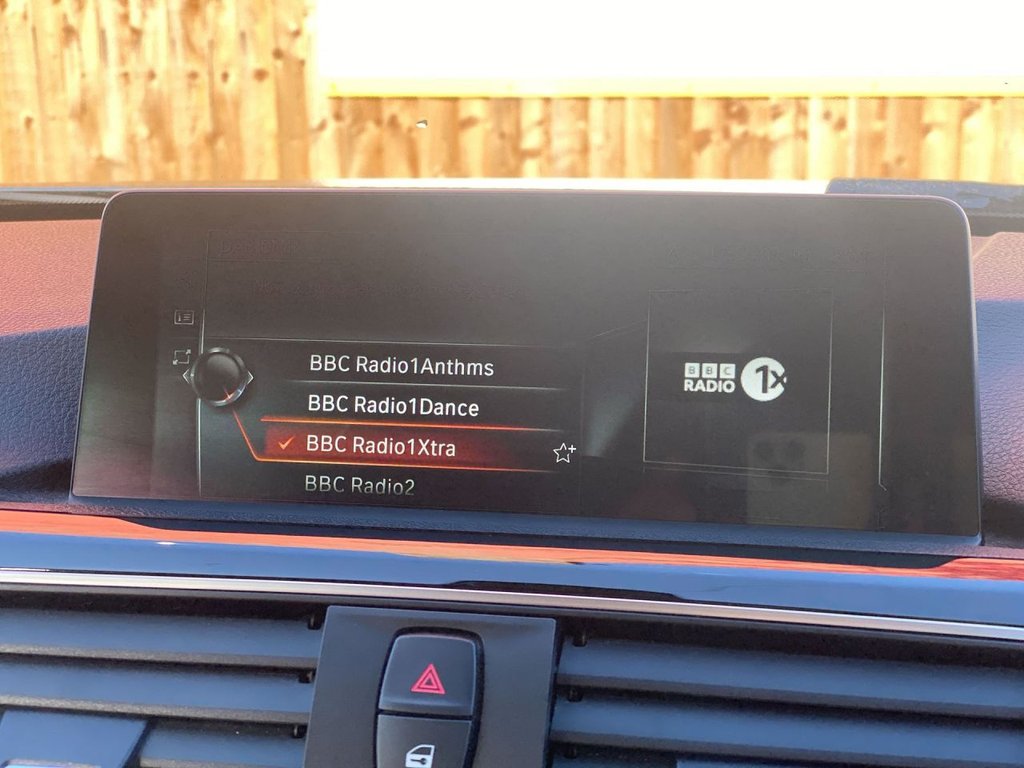 BBC Radio1Anthms
BBC Radio1Dance
BBC Radio1Xtra
BBC Radio2
BBC
RADIO 1x